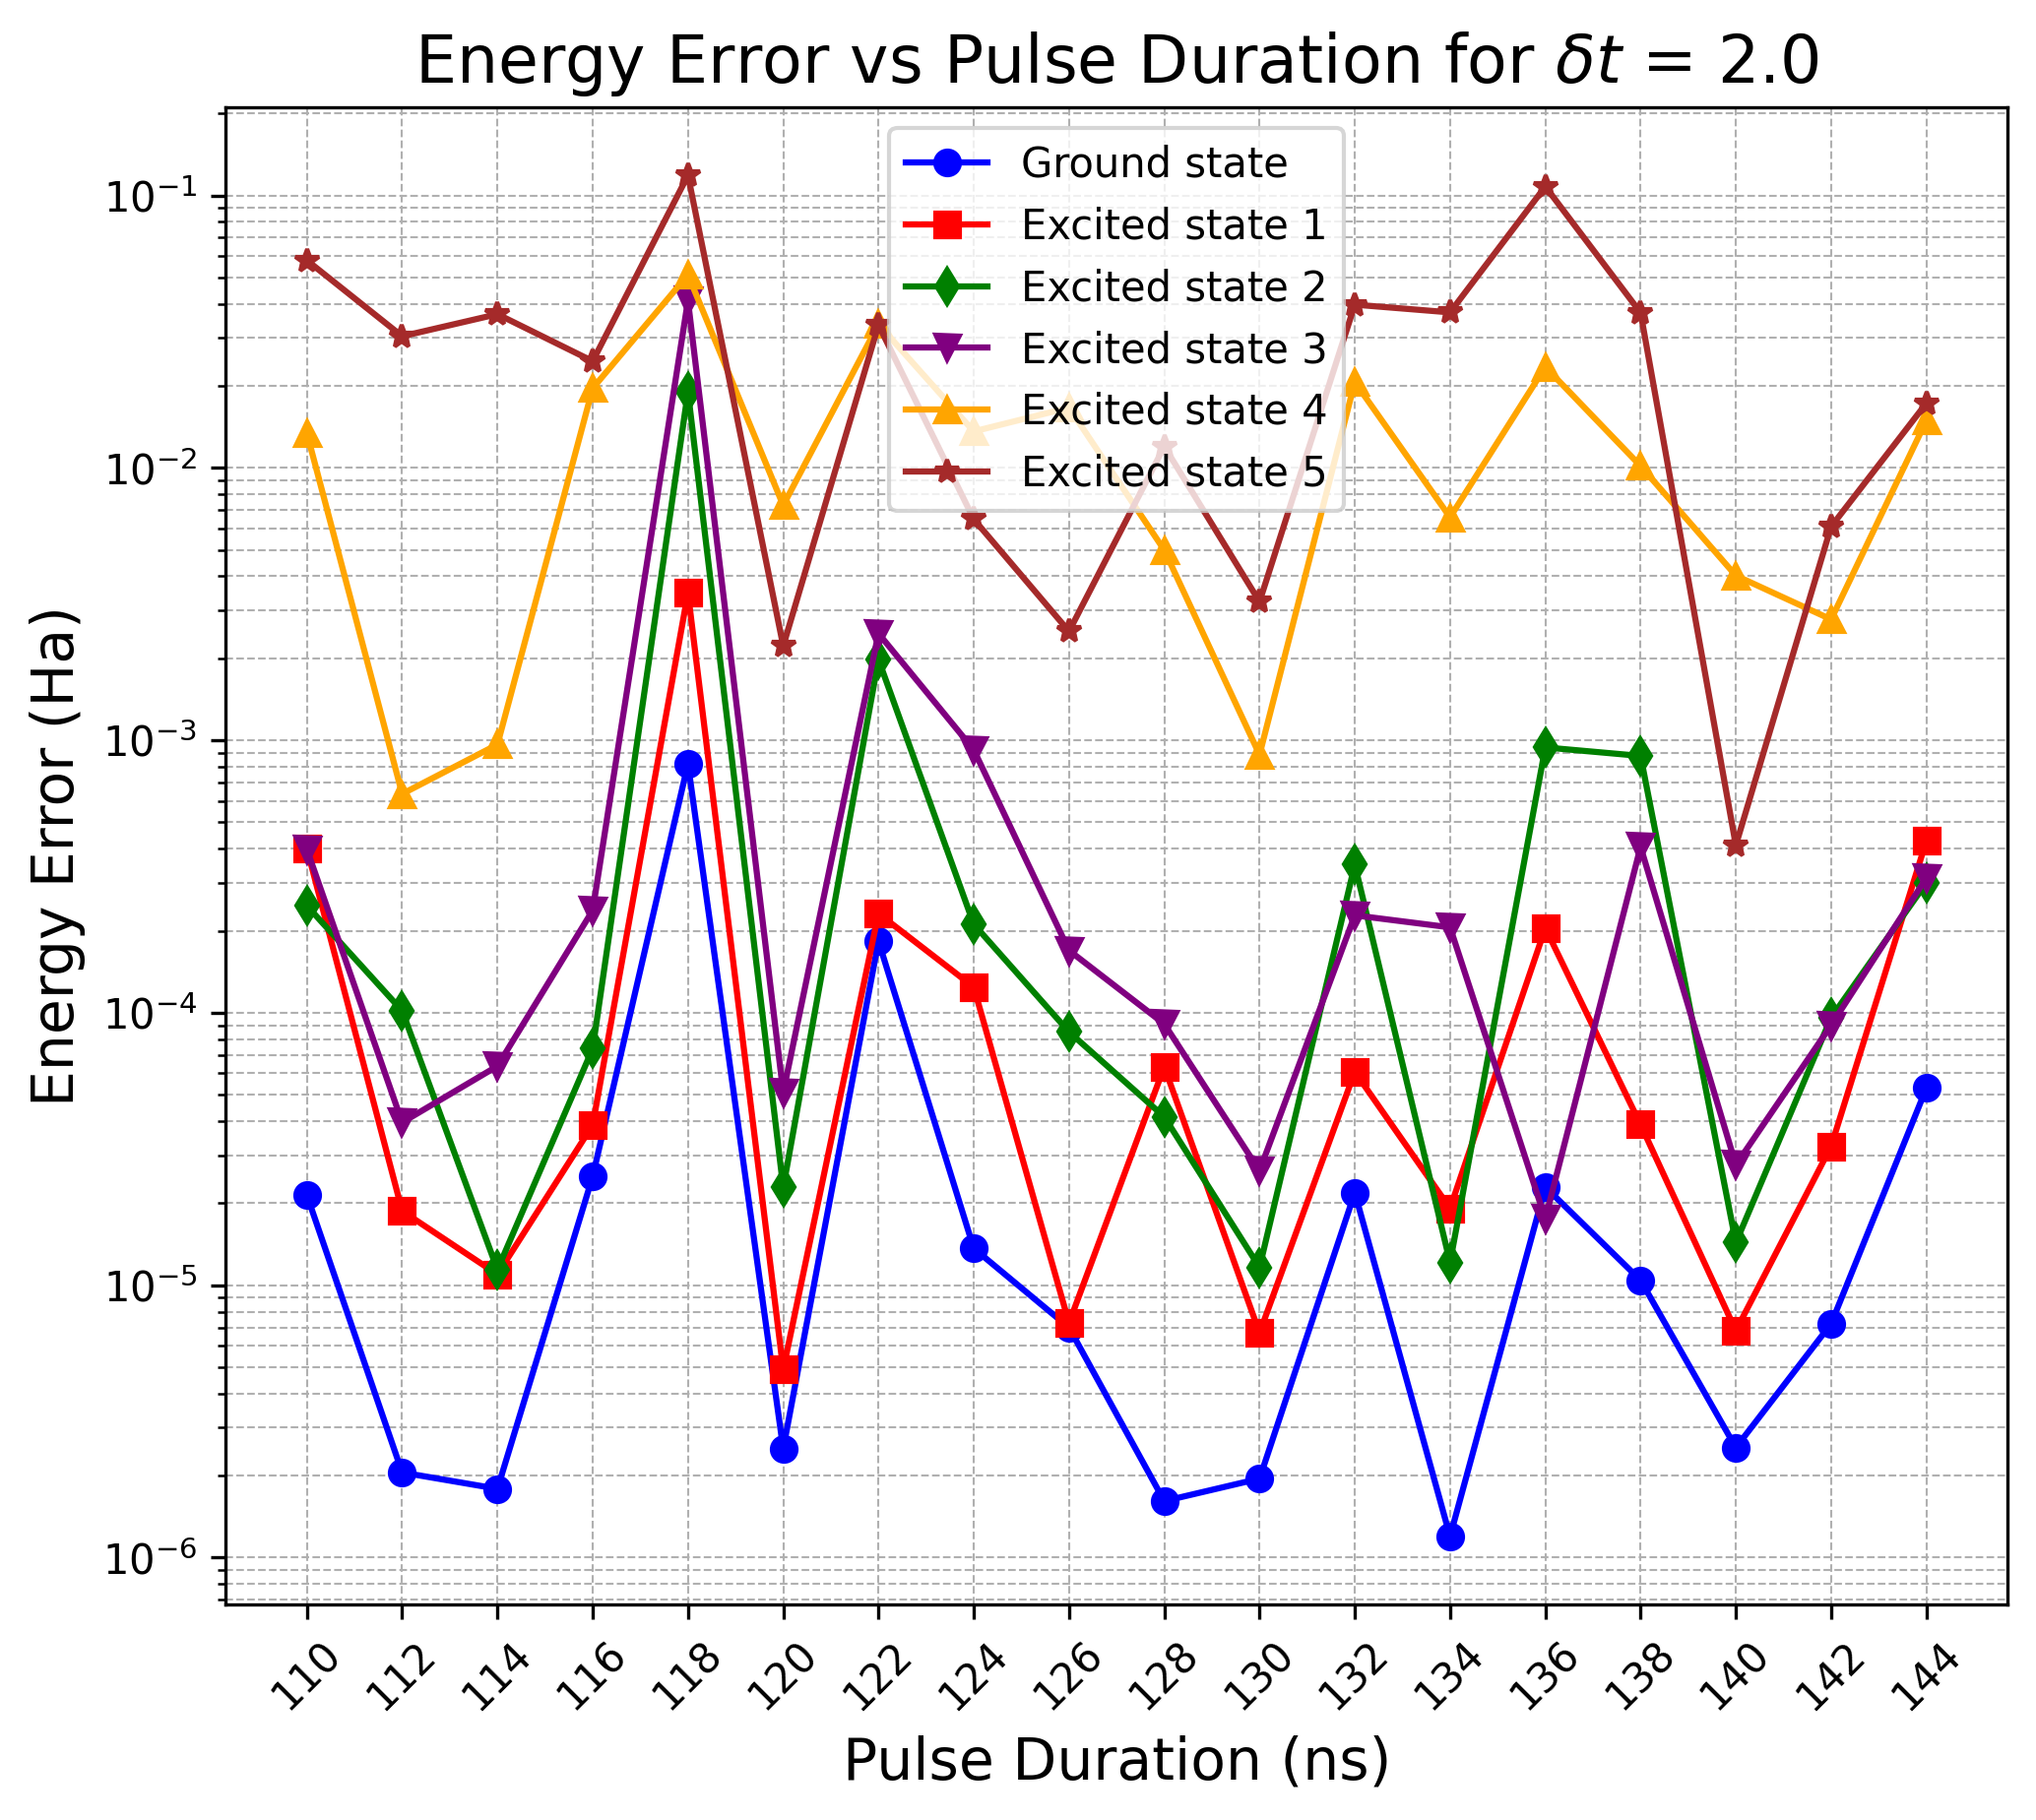 Energy Error vs Pulse Duration for δt = 2.0
Energy Error (Ha)
10⁻¹
10⁻²
10⁻³
10⁻⁴
10⁻⁵
10⁻⁶
Ground state
Excited state 1
Excited state 2
Excited state 3
Excited state 4
Excited state 5
110 112 114 116 118 120 122 124 126 128 130 132 134 136 138 140 142 144
Pulse Duration (ns)